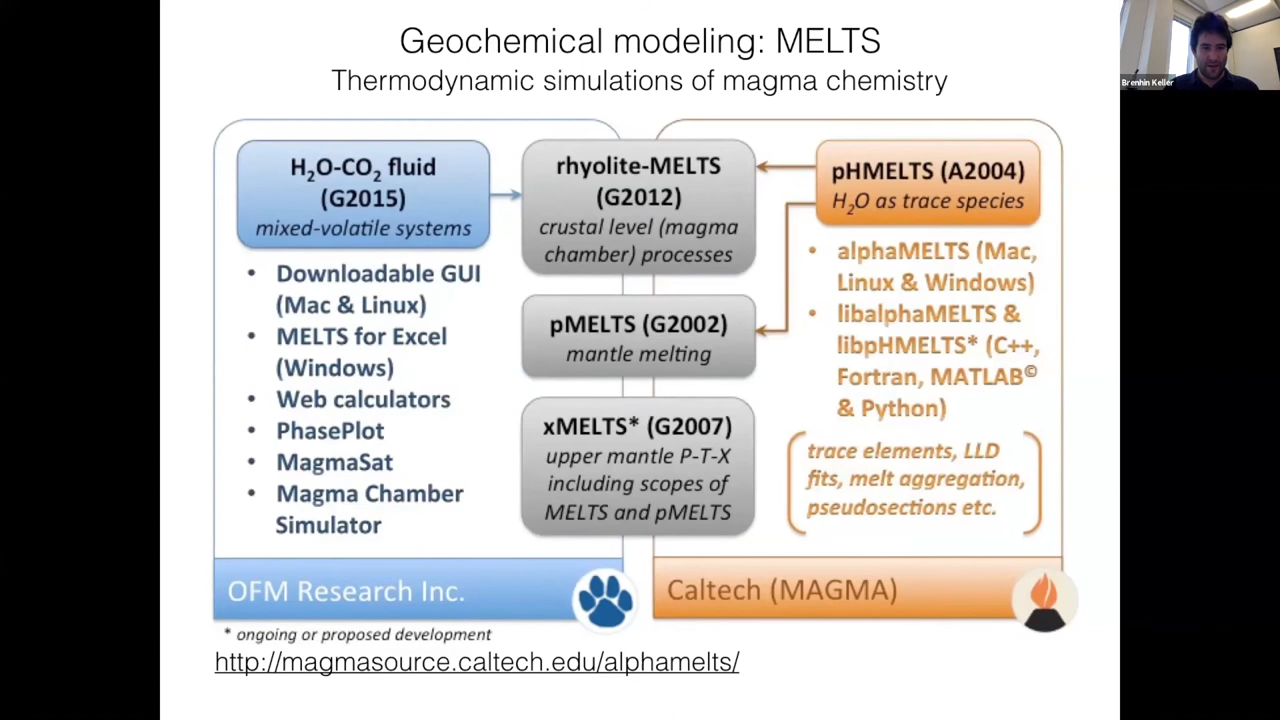 Geochemical modeling: MELTS
Thermodynamic simulations of magma chemistry
Brenhin Keller
H₂O-CO₂ fluid
(G2015)
mixed-volatile systems
• Downloadable GUI
(Mac & Linux)
• MELTS for Excel
(Windows)
• Web calculators
• PhasePlot
• MagmaSat
• Magma Chamber
Simulator
OFM Research Inc.
rhyolite-MELTS
(G2012)
crustal level (magma
chamber) processes
pMELTS (G2002)
mantle melting
xMELTS* (G2007)
upper mantle P-T-X
including scopes of
MELTS and pMELTS
pHMELTS (A2004)
H₂O as trace species
• alphaMELTS (Mac,
Linux & Windows)
• libalphaMELTS &
libpHMELTS* (C++,
Fortran, MATLAB©
& Python)
trace elements, LLD
fits, melt aggregation,
pseudosections etc.
Caltech (MAGMA)
* ongoing or proposed development
http://magmasource.caltech.edu/alphamelts/